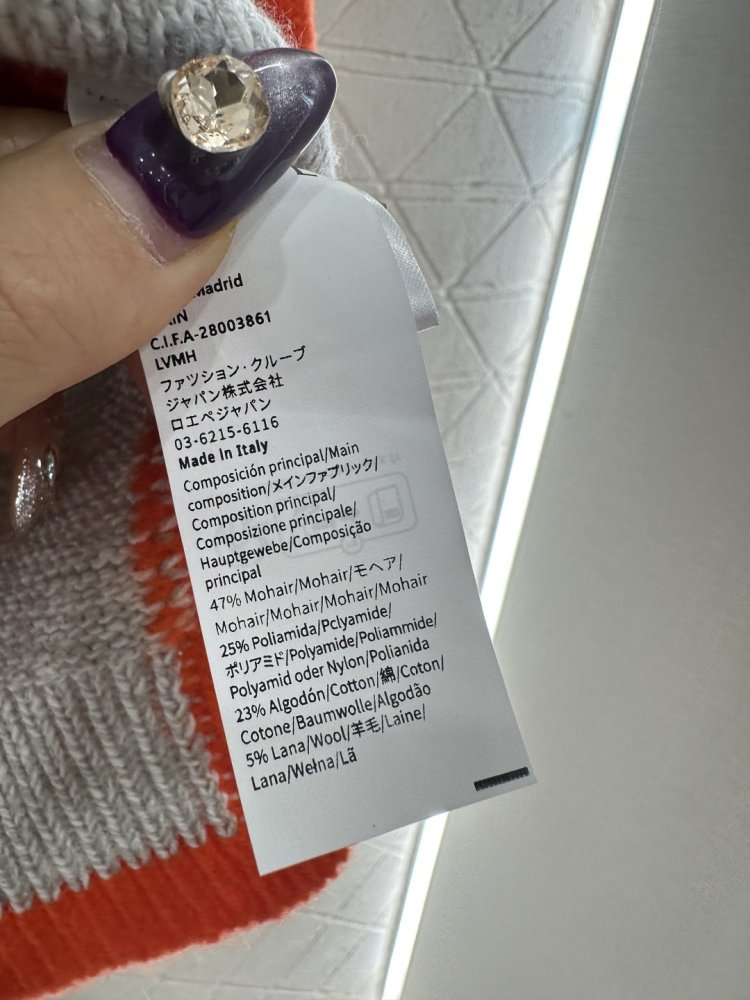 Madrid
C.I.F.A-28003861
LVMH
ファツション・クルーブ
ジャパン株式会社
ロエペジャパン
03-6215-6116
Made in Italy
Composición principal/Main
composition/メインファブリック/
Composition principal/
Composizione principale/
Hauptgewebe/Composição
principal
47% Mohair/Mohair/モヘア/
Mohair/Mohair/Mohair/Mohair
25% Poliamida/Pclyamide/
ポリアミド/Polyamide/Poliammide/
Polyamid oder Nylon/Polianida
23% Algodón/Cotton/綿/Coton/
Cotone/Baumwolle/Algodão
5% Lana/Wool/羊毛/Laine/
Lana/Wełna/Lã